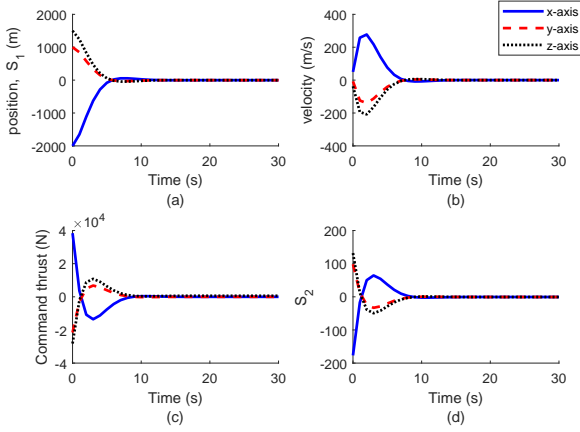 x-axis
y-axis
z-axis
position, S1 (m)
2000
1000
0
-1000
-2000
0
10
20
30
Time (s)
(a)
velocity (m/s)
400
200
0
-200
-400
0
10
20
30
Time (s)
(b)
Command thrust (N)
×10^4
4
2
0
-2
-4
0
10
20
30
Time (s)
(c)
S2
200
100
0
-100
-200
0
10
20
30
Time (s)
(d)